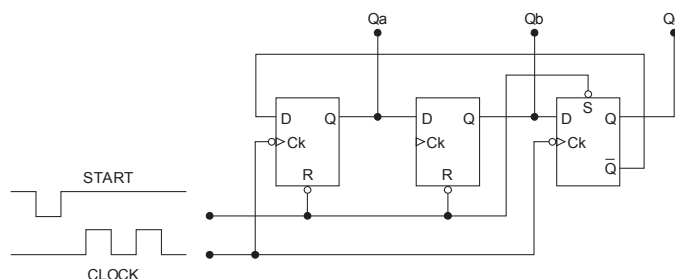 Qa Qb Q
D Q D Q D S Q
Ck Ck Ck
R R Q̅
START
CLOCK